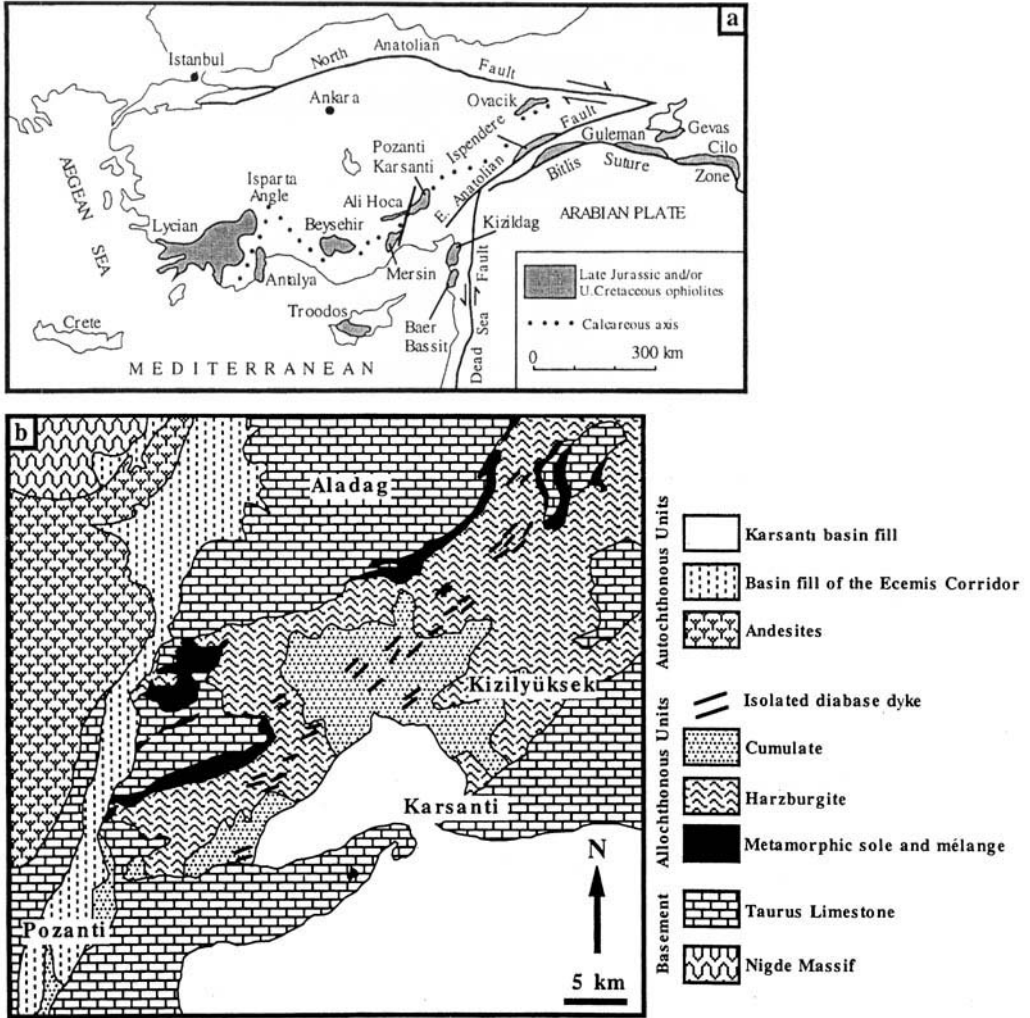 a
Istanbul
North Anatolian Fault
Ankara
Ovacik
Ispendere
Fault
Guleman
Gevas
Cilo
Zone
Bitlis
Suture
E. Anatolian
AEGEAN
SEA
Pozanti
Karsanti
Isparta
Angle
Ali Hoca
Lycian
Beysehir
Kizildag
ARABIAN PLATE
Antalya
Mersin
Troodos
Baer
Bassit
Crete
Dead Sea Fault
MEDITERRANEAN
Late Jurassic and/or
U.Cretaceous ophiolites
Calcareous axis
0 300 km
b
Aladag
Kizilyüksek
Karsanti
Pozanti
N
5 km
Autochthonous Units
Karsantı basin fill
Basin fill of the Ecemis Corridor
Andesites
Allochthonous Units
Isolated diabase dyke
Cumulate
Harzburgite
Metamorphic sole and mélange
Basement
Taurus Limestone
Nigde Massif